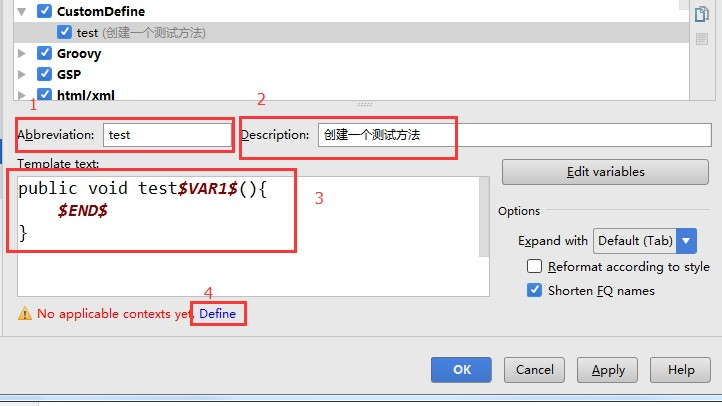 CustomDefine
test (创建一个测试方法)
Groovy
GSP
html/xml
1
2
Abbreviation: test
Description: 创建一个测试方法
Template text:
Edit variables
public void test$VAR1$(){
$END$
}
3
Options
Expand with Default (Tab)
Reformat according to style
Shorten FQ names
4
No applicable contexts yet. Define
OK Cancel Apply Help